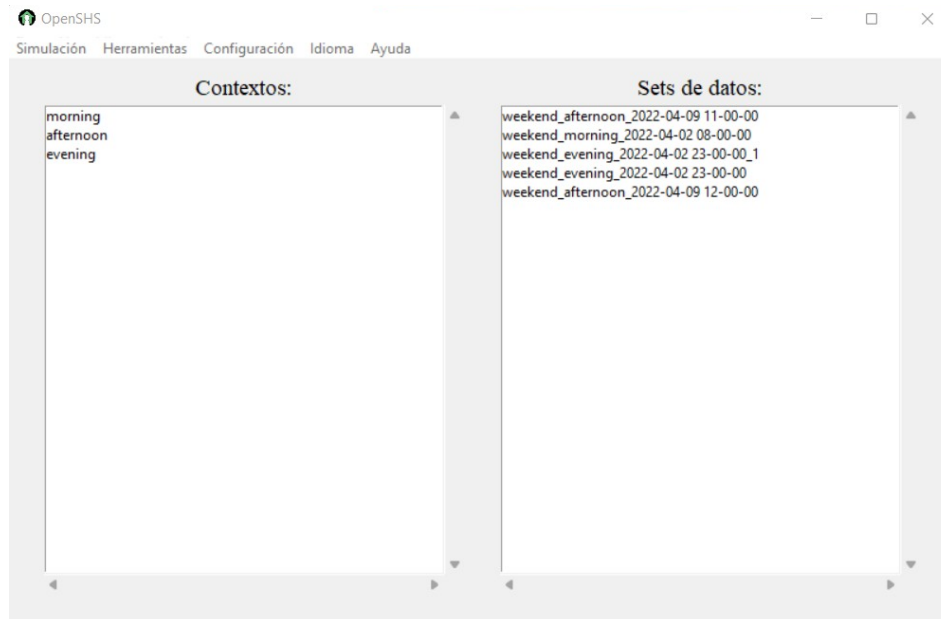 OpenSHS
Simulación Herramientas Configuración Idioma Ayuda
Contextos:
morning
afternoon
evening
Sets de datos:
weekend_afternoon_2022-04-09 11-00-00
weekend_morning_2022-04-02 08-00-00
weekend_evening_2022-04-02 23-00-00_1
weekend_evening_2022-04-02 23-00-00
weekend_afternoon_2022-04-09 12-00-00